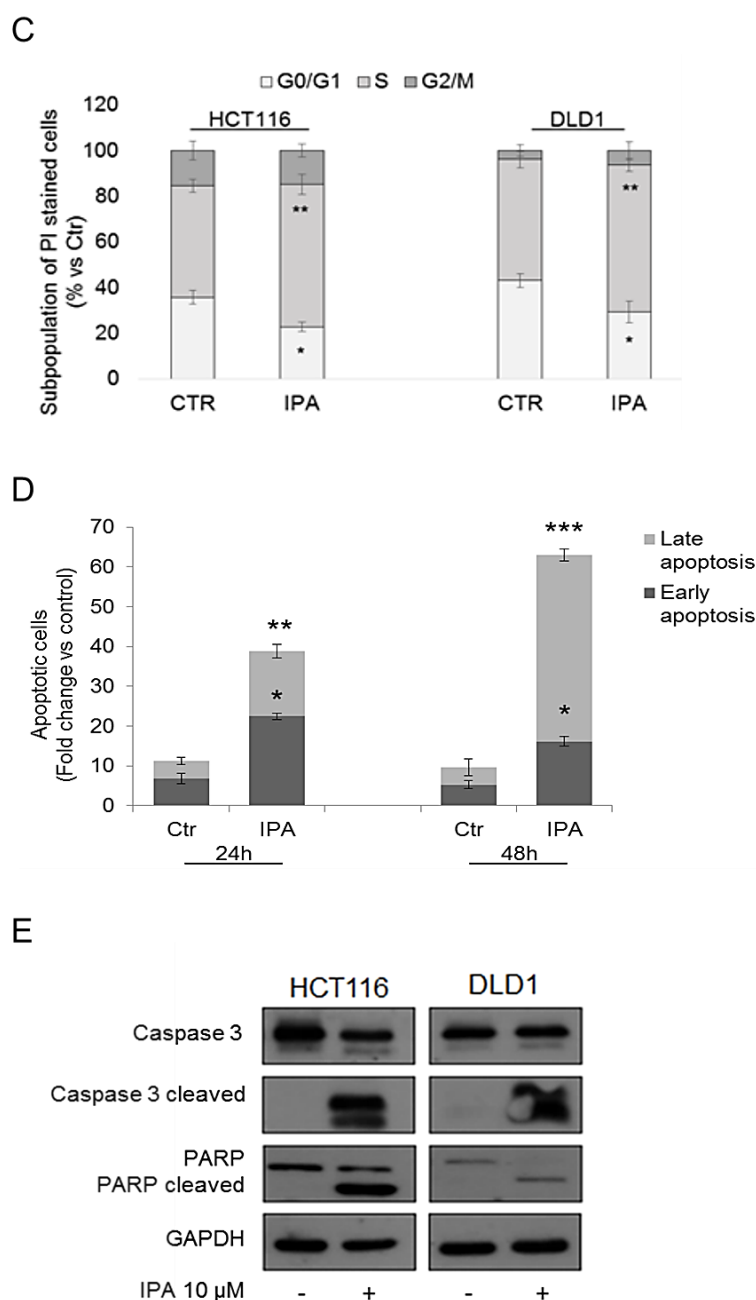 C
G0/G1 S G2/M
HCT116 DLD1
120
100
80
60
40
20
0
Subpopulation of PI stained cells
(% vs Ctr)
** **
* *
CTR IPA CTR IPA
D
70
60
50
40
30
20
10
0
Apoptotic cells
(Fold change vs control)
***
**
* *
Late
apoptosis
Early
apoptosis
Ctr IPA Ctr IPA
24h 48h
E
HCT116 DLD1
Caspase 3
Caspase 3 cleaved
PARP
PARP cleaved
GAPDH
IPA 10 µM - + - +